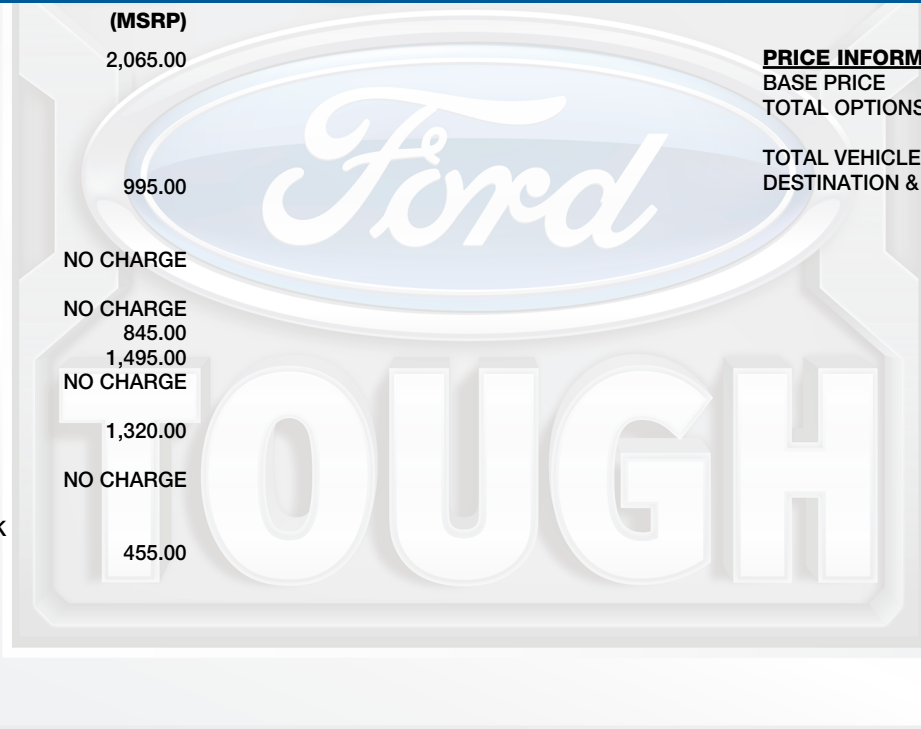 (MSRP)
2,065.00
995.00
NO CHARGE
NO CHARGE
845.00
1,495.00
NO CHARGE
1,320.00
NO CHARGE
K
455.00
PRICE INFORM
BASE PRICE
TOTAL OPTIONS
TOTAL VEHICLE
DESTINATION &
Ford
TOUGH